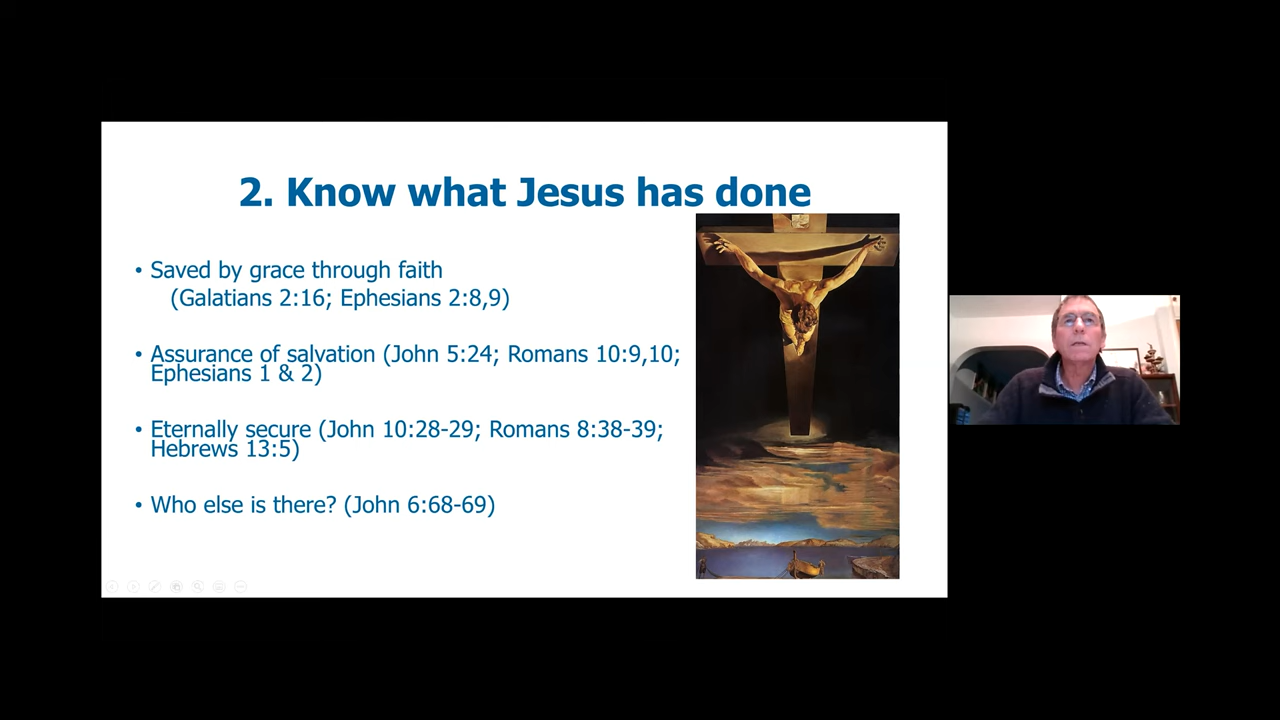 2. Know what Jesus has done
• Saved by grace through faith
(Galatians 2:16; Ephesians 2:8,9)
• Assurance of salvation (John 5:24; Romans 10:9,10;
Ephesians 1 & 2)
• Eternally secure (John 10:28-29; Romans 8:38-39;
Hebrews 13:5)
• Who else is there? (John 6:68-69)